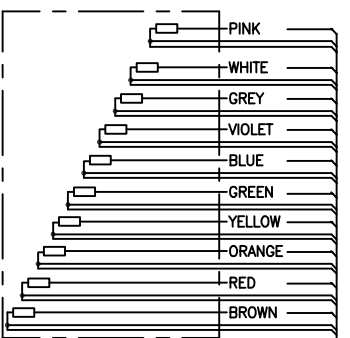 PINK
WHITE
GREY
VIOLET
BLUE
GREEN
YELLOW
ORANGE
RED
BROWN